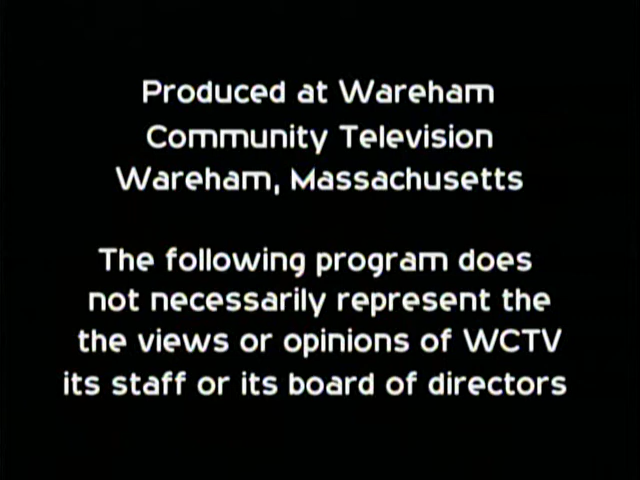 Produced at Wareham
Community Television
Wareham, Massachusetts
The following program does
not necessarily represent the
the views or opinions of WCTV
its staff or its board of directors